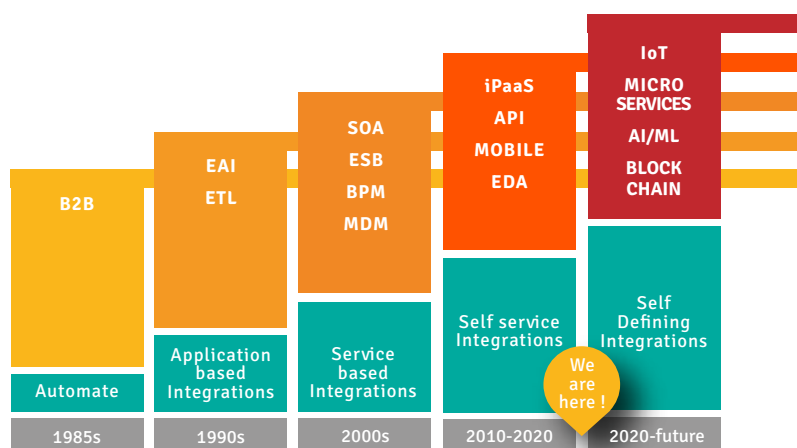 B2B
Automate
1985s
EAI
ETL
Application
based
Integrations
1990s
SOA
ESB
BPM
MDM
Service
based
Integrations
2000s
iPaaS
API
MOBILE
EDA
Self service
Integrations
2010-2020
We
are
here !
IoT
MICRO
SERVICES
AI/ML
BLOCK
CHAIN
Self
Defining
Integrations
2020-future